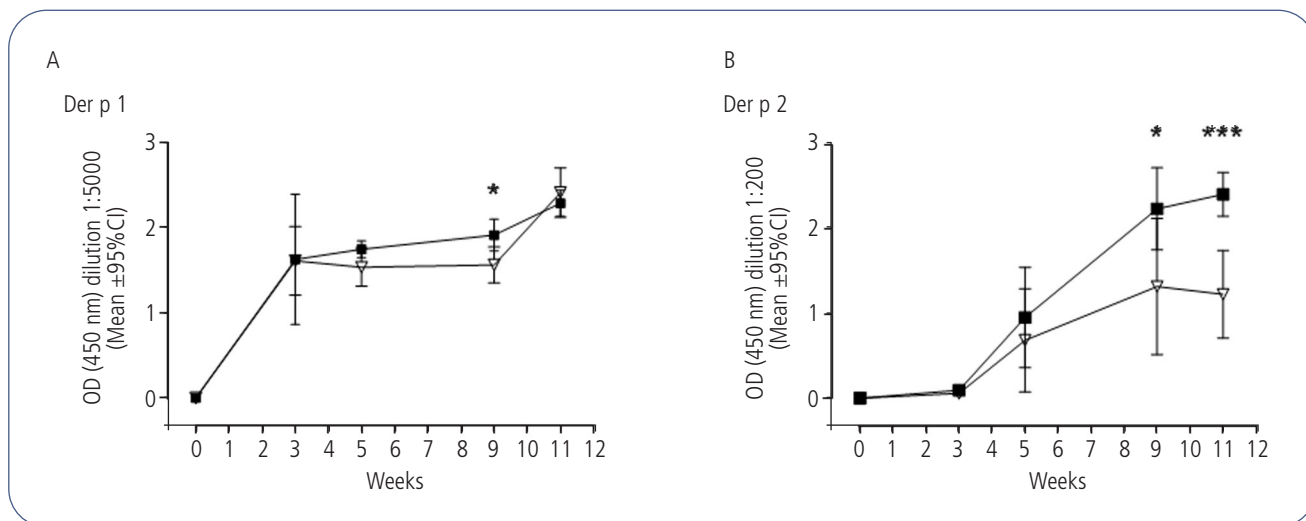 A
Der p 1
OD (450 nm) dilution 1:5000
(Mean ±95%CI)
3
2
1
0
*
0 1 2 3 4 5 6 7 8 9 10 11 12
Weeks
B
Der p 2
OD (450 nm) dilution 1:200
(Mean ±95%CI)
3
2
1
0
* ***
0 1 2 3 4 5 6 7 8 9 10 11 12
Weeks